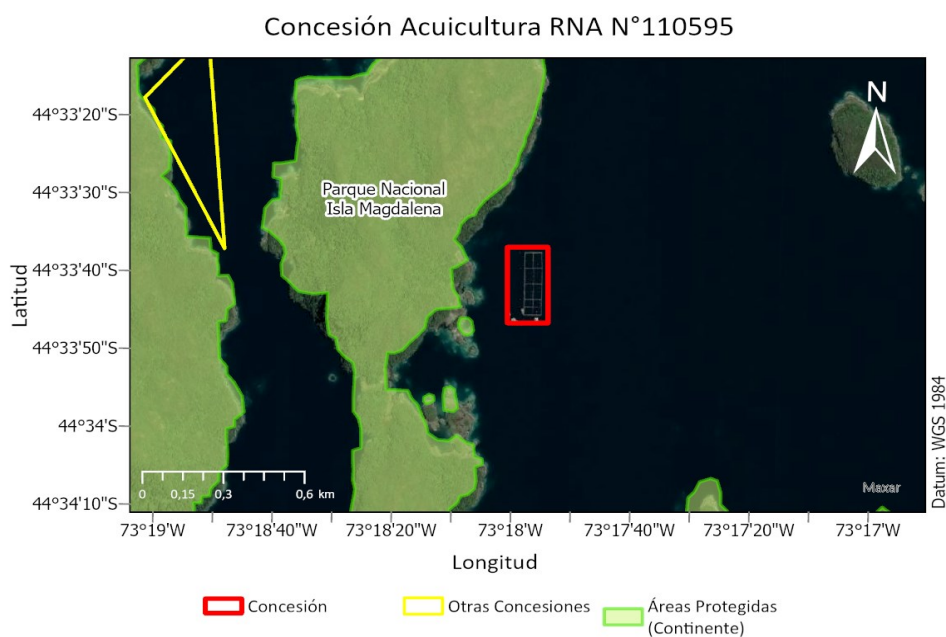 Concesión Acuicultura RNA N°110595
N
44°33'20"S
44°33'30"S
44°33'40"S
44°33'50"S
44°34'S
44°34'10"S
Latitud
Parque Nacional
Isla Magdalena
0 0,15 0,3 0,6 km
Maxar
Datum: WGS 1984
73°19'W 73°18'40"W 73°18'20"W 73°18'W 73°17'40"W 73°17'20"W 73°17'W
Longitud
Concesión Otras Concesiones Áreas Protegidas
(Continente)